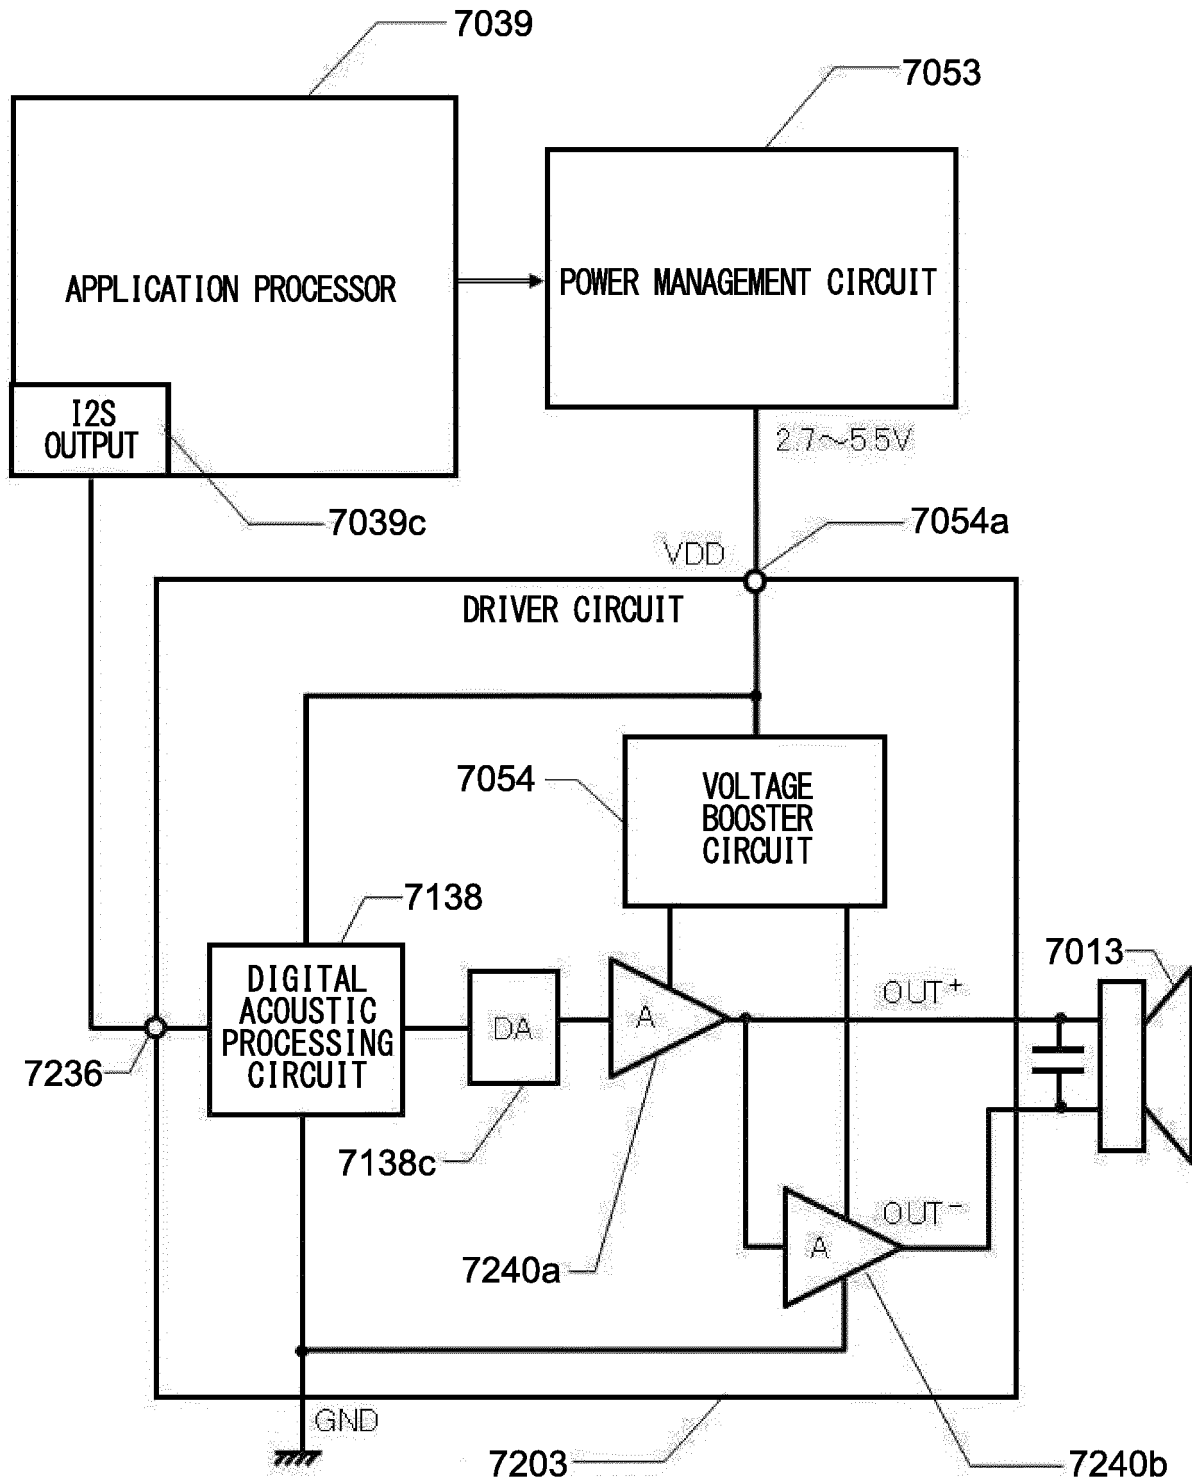 7039
7053
APPLICATION PROCESSOR
POWER MANAGEMENT CIRCUIT
I2S
OUTPUT
2.7～5.5V
7039c
7054a
VDD
DRIVER CIRCUIT
7054
VOLTAGE
BOOSTER
CIRCUIT
7138
7013
DIGITAL
ACOUSTIC
PROCESSING
CIRCUIT
DA
A
OUT+
7236
7138c
OUT−
A
7240a
GND
7203
7240b